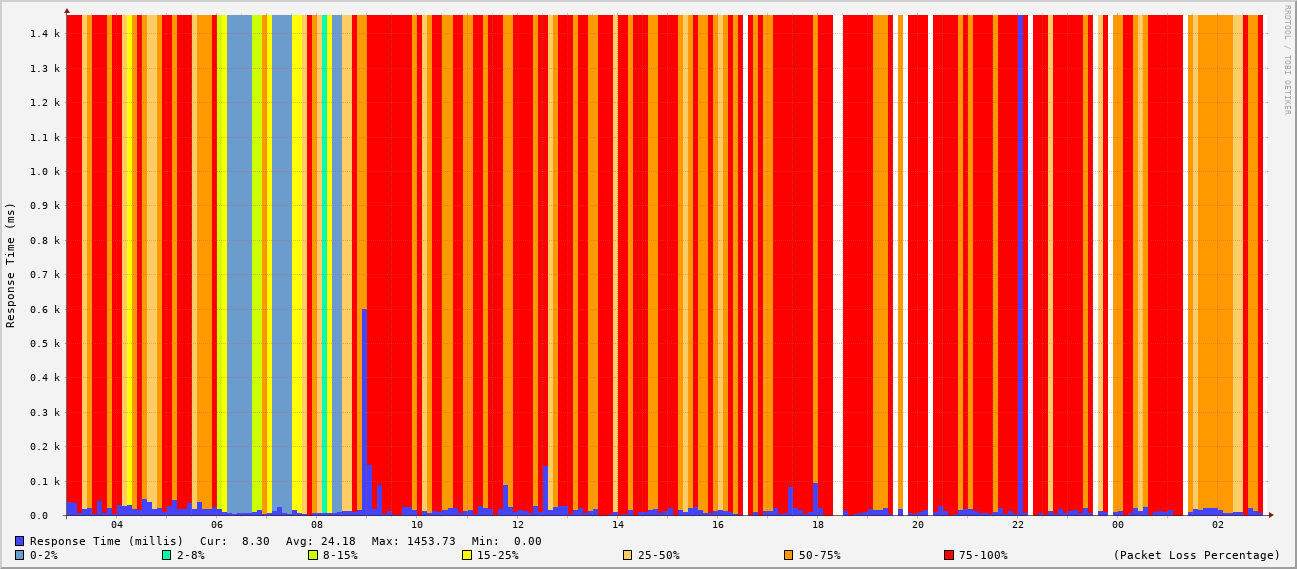 RRDTOOL / TOBI OETIKER
Response Time (ms)
1.4 k
1.3 k
1.2 k
1.1 k
1.0 k
0.9 k
0.8 k
0.7 k
0.6 k
0.5 k
0.4 k
0.3 k
0.2 k
0.1 k
0.0
04 06 08 10 12 14 16 18 20 22 00 02
Response Time (millis) Cur: 8.30 Avg: 24.18 Max: 1453.73 Min: 0.00
0-2% 2-8% 8-15% 15-25% 25-50% 50-75% 75-100% (Packet Loss Percentage)